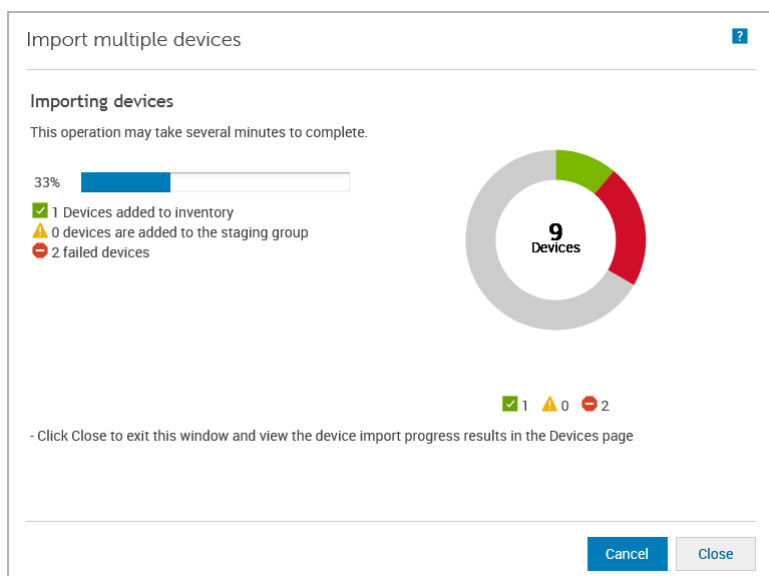 Import multiple devices
?
Importing devices
This operation may take several minutes to complete.
33%
1 Devices added to inventory
0 devices are added to the staging group
2 failed devices
9
Devices
1 0 2
- Click Close to exit this window and view the device import progress results in the Devices page
Cancel Close